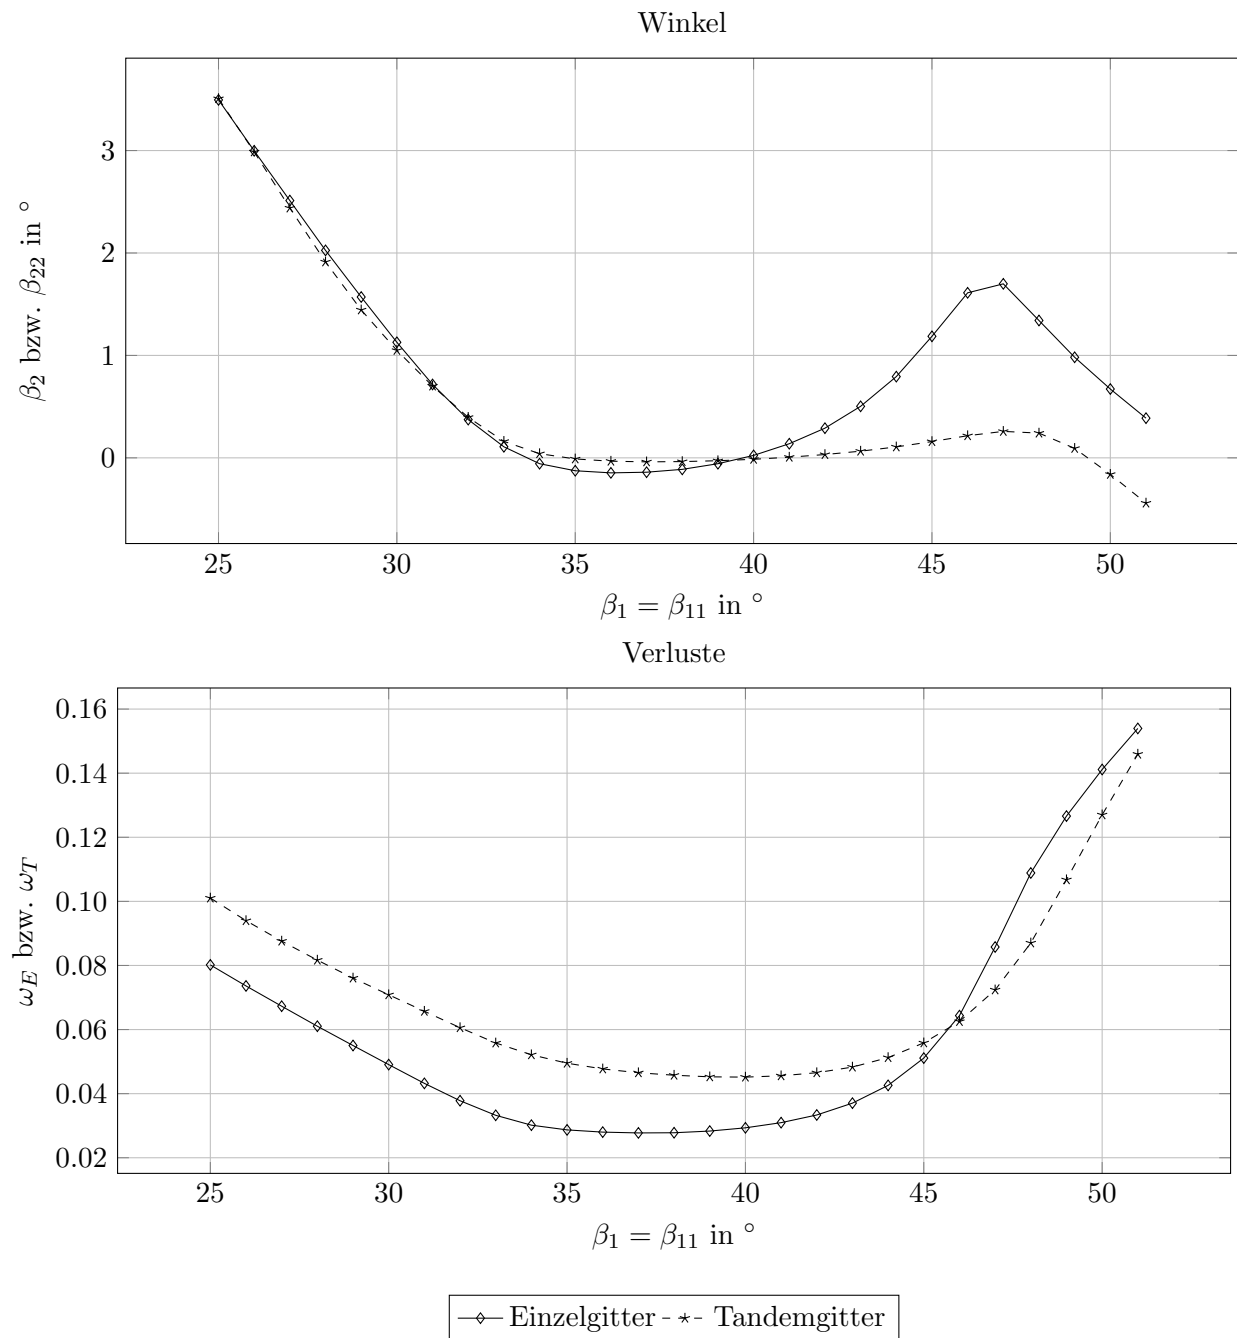 Winkel
3
2
1
0
β₂ bzw. β₂₂ in °
25 30 35 40 45 50
β₁ = β₁₁ in °
Verluste
0.16
0.14
0.12
0.10
0.08
0.06
0.04
0.02
ω_E bzw. ω_T
25 30 35 40 45 50
β₁ = β₁₁ in °
Einzelgitter Tandemgitter